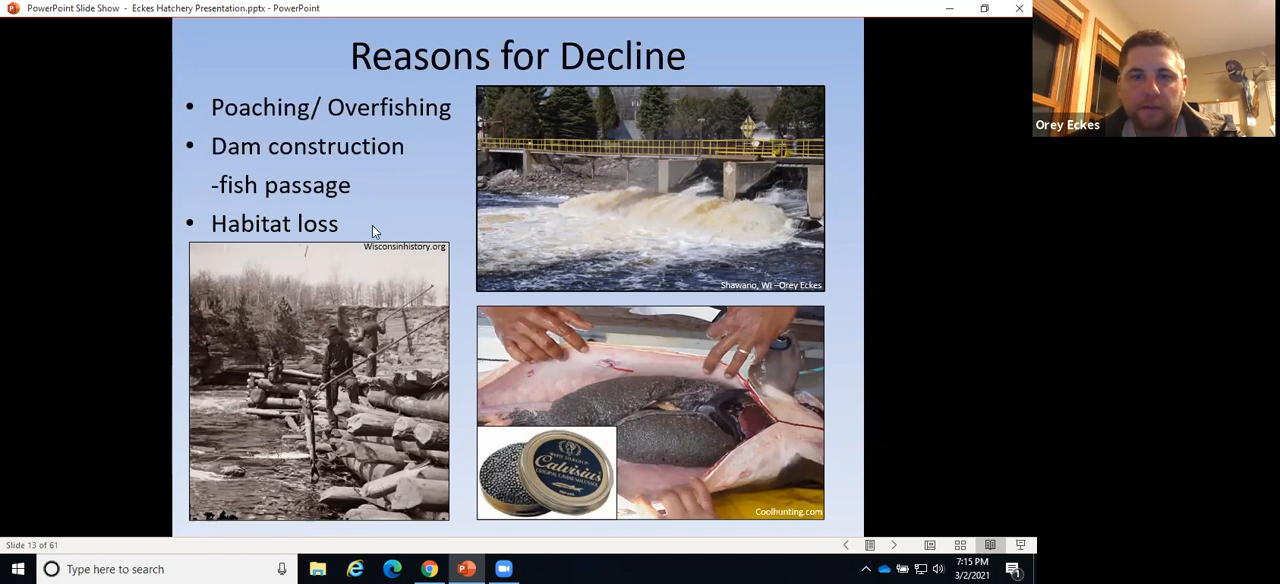 PowerPoint Slide Show - Eckes Hatchery Presentation.pptx - PowerPoint
Reasons for Decline
• Poaching/ Overfishing
• Dam construction
-fish passage
• Habitat loss
Wisconsinhistory.org
Shawano, WI –Orey Eckes
Calvisius
Coolhunting.com
Orey Eckes
Slide 13 of 61
Type here to search
7:15 PM
3/2/2021
1